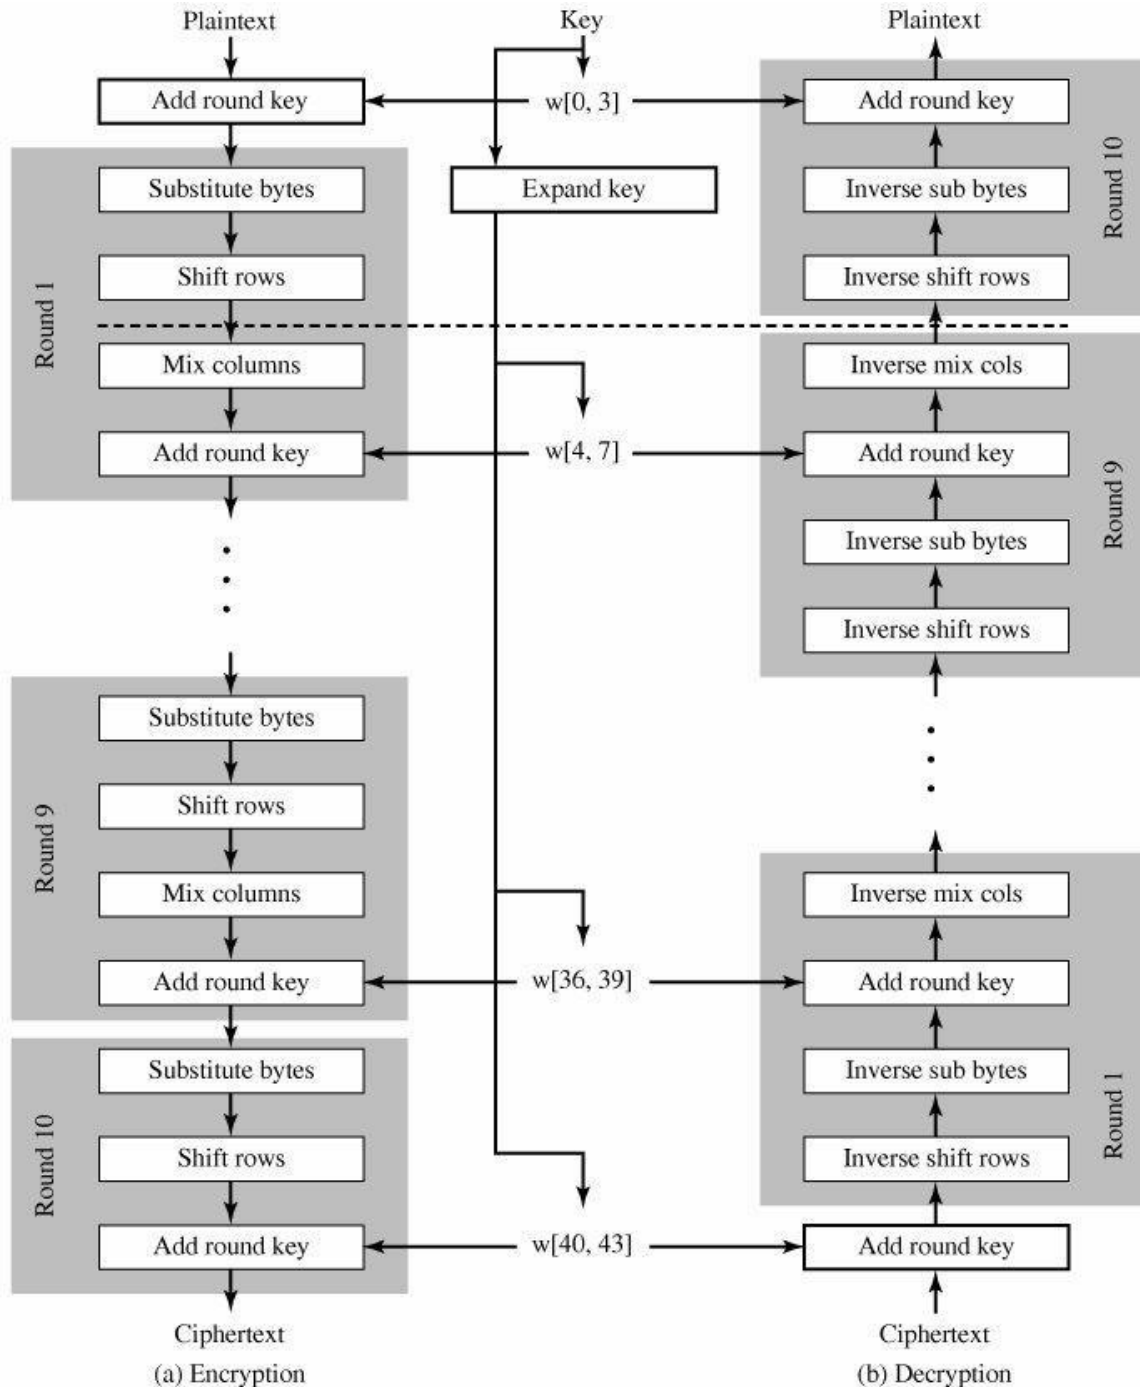 Plaintext
Key
Plaintext
Add round key
w[0, 3]
Add round key
Round 1
Substitute bytes
Expand key
Inverse sub bytes
Round 10
Shift rows
Inverse shift rows
Mix columns
Inverse mix cols
Add round key
w[4, 7]
Add round key
Round 9
Inverse sub bytes
Inverse shift rows
Round 9
Substitute bytes
Shift rows
Mix columns
Inverse mix cols
Add round key
w[36, 39]
Add round key
Round 10
Substitute bytes
Inverse sub bytes
Round 1
Shift rows
Inverse shift rows
Add round key
w[40, 43]
Add round key
Ciphertext
Ciphertext
(a) Encryption
(b) Decryption